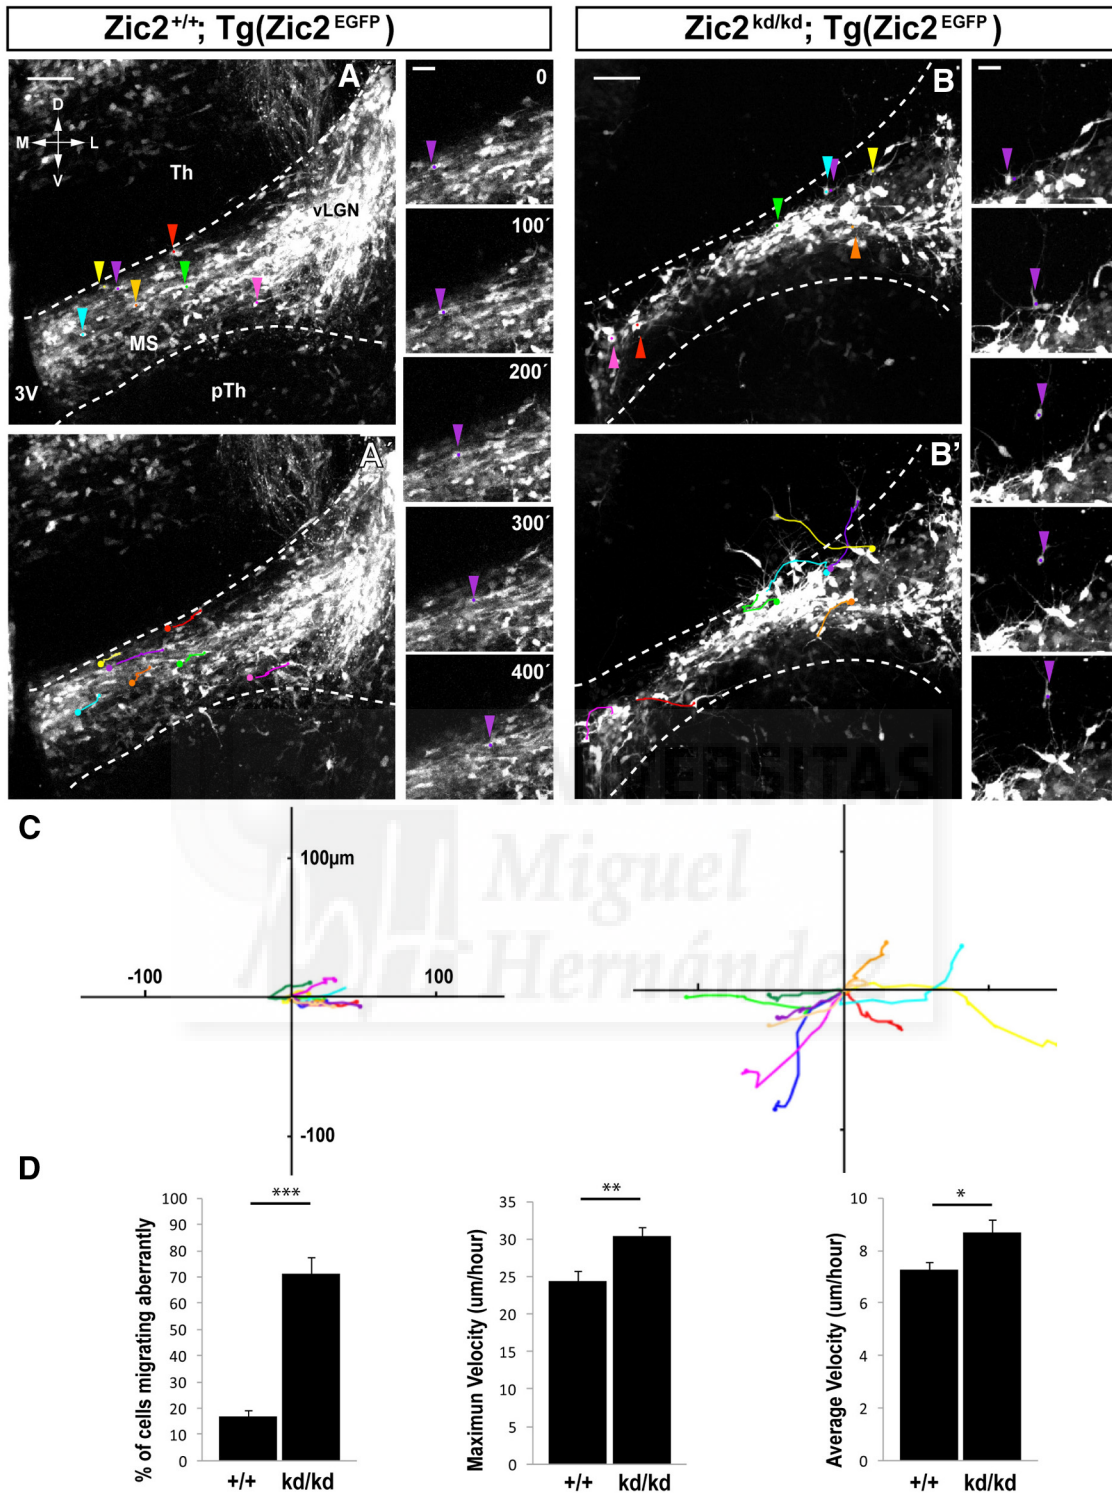 Zic2+/+; Tg(Zic2EGFP)
Zic2kd/kd; Tg(Zic2EGFP)
A
D
M L
V
Th
vLGN
MS
3V
pTh
0
100´
200´
300´
400´
B
A´
B’
UNIVERSITAS
Miguel
Hernández
C
100µm
-100
100
-100
D
% of cells migrating aberrantly
100
90
80
70
60
50
40
30
20
10
0
***
+/+ kd/kd
Maximun Velocity (um/hour)
35
30
25
20
15
10
5
0
**
+/+ kd/kd
Average Velocity (um/hour)
10
8
6
4
2
0
*
+/+ kd/kd